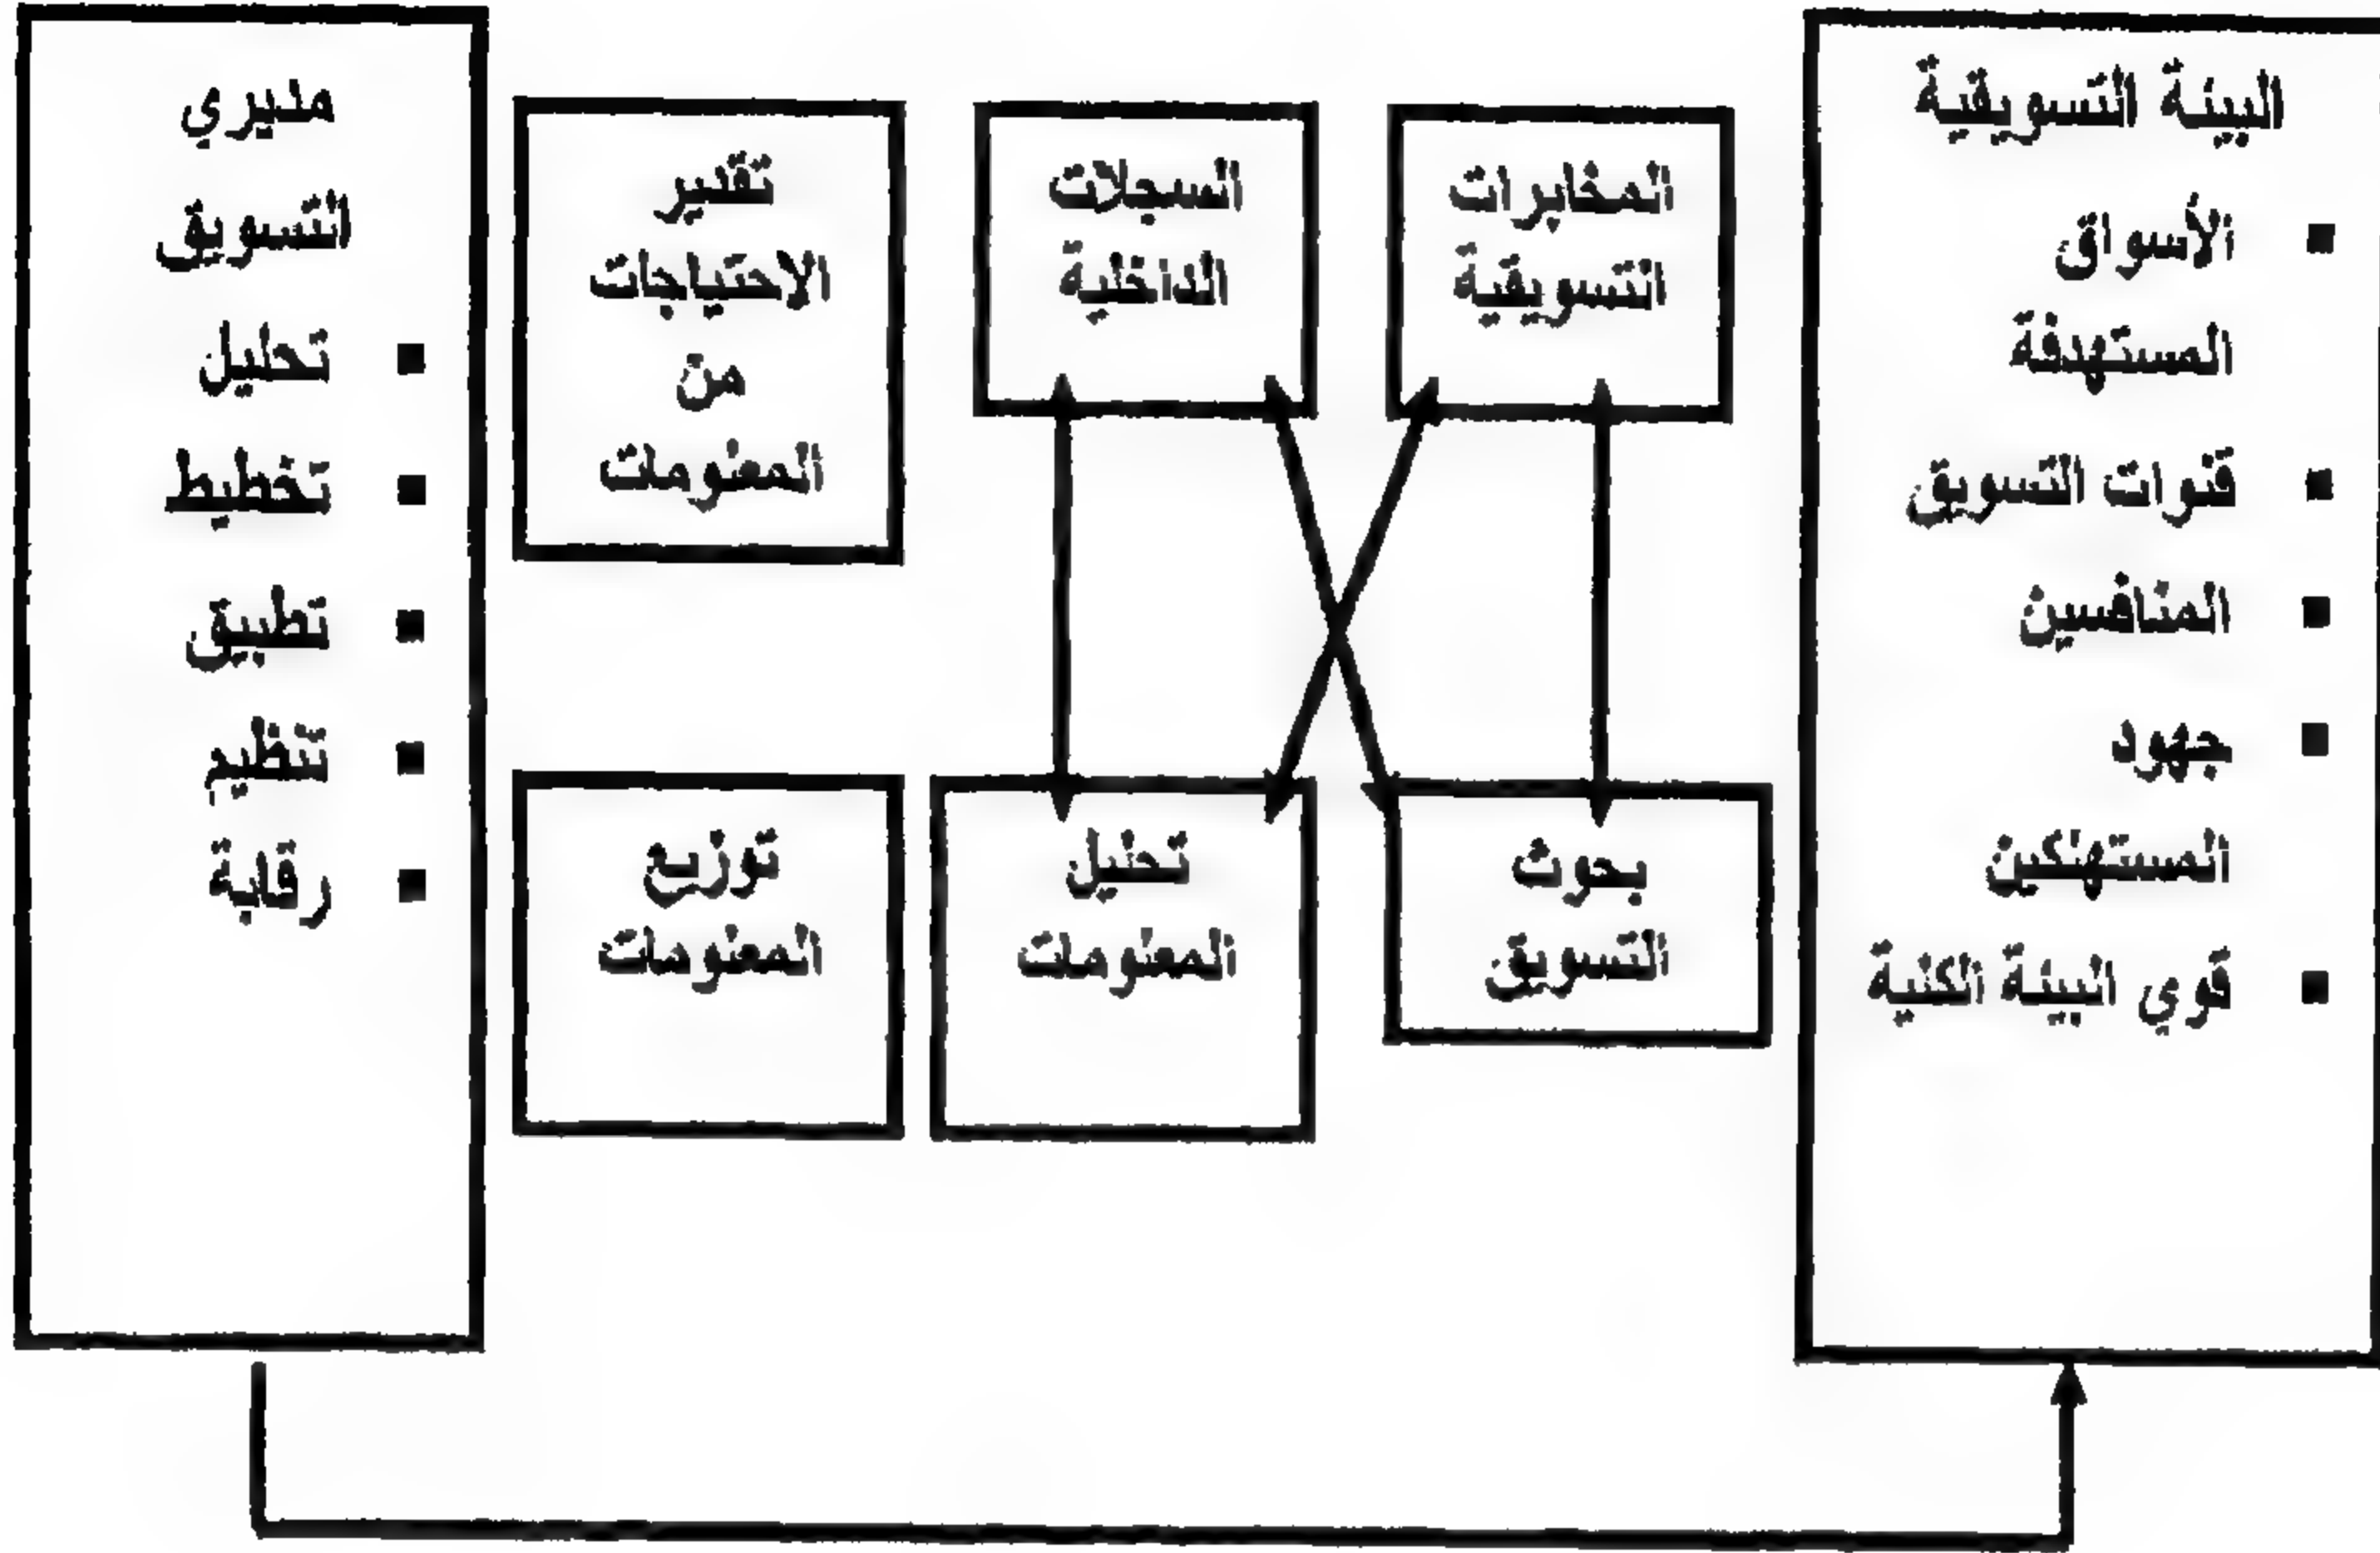 البيئة التسويقية
▪ الأسواق
المستهدفة
▪ قنوات التسويق
▪ المنافسين
▪ جهود
المستهلكين
▪ قوي البيئة الكلية
المخابرات
التسويقية
السجلات
الداخلية
تقدير
الاحتياجات
من
المعلومات
بحوث
التسويق
تحليل
المعلومات
توزيع
المعلومات
مديري
التسويق
▪ تحليل
▪ تخطيط
▪ تطبيق
▪ تنظيم
▪ رقابة